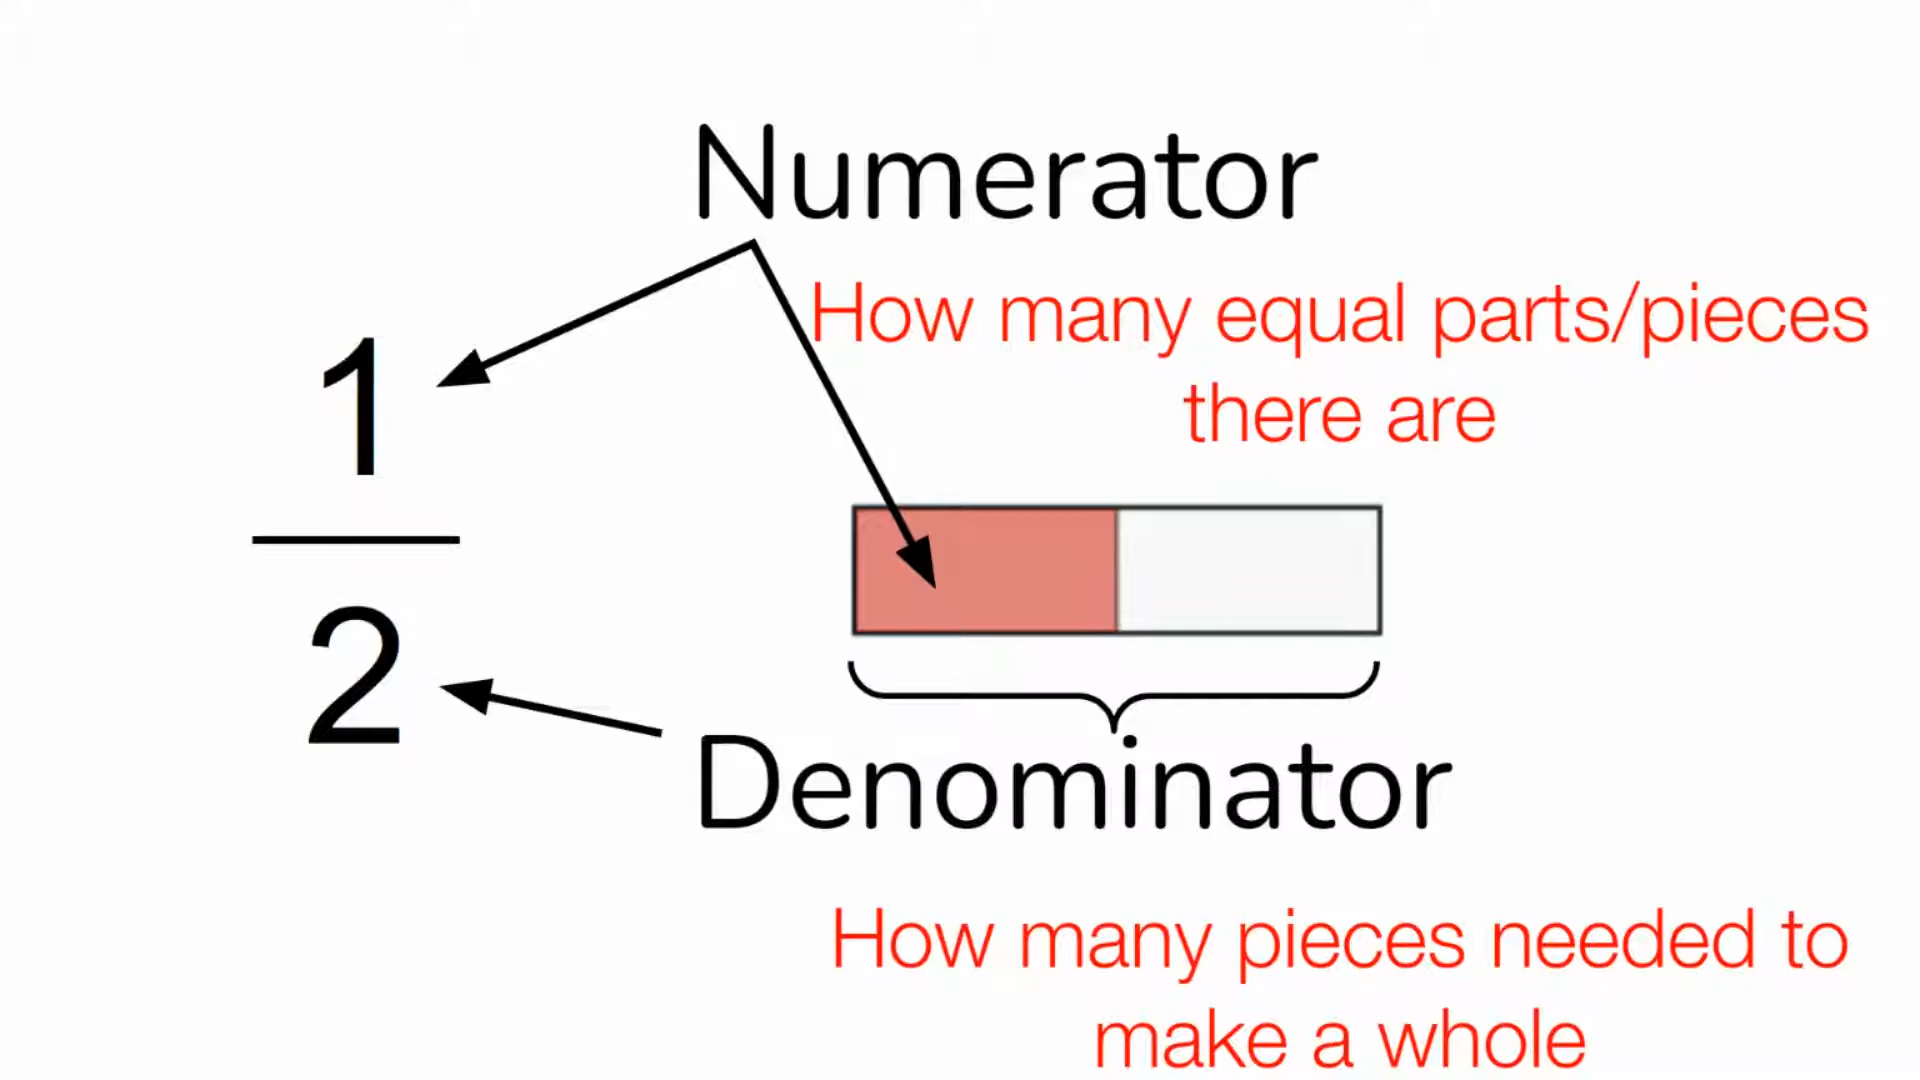 Numerator
How many equal parts/pieces
there are
1
2
Denominator
How many pieces needed to
make a whole